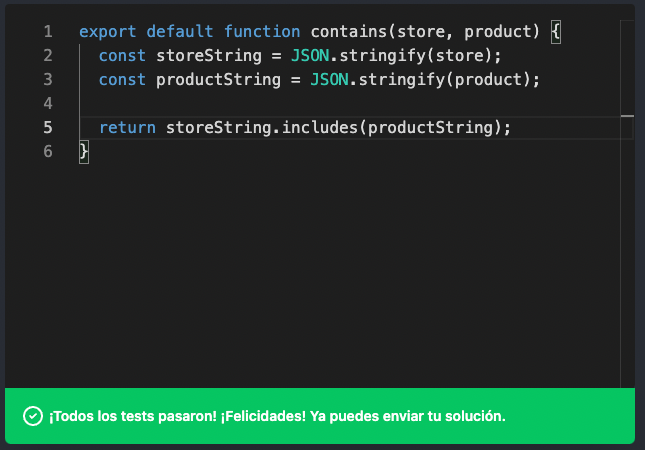 1 export default function contains(store, product) {
2 const storeString = JSON.stringify(store);
3 const productString = JSON.stringify(product);
4
5 return storeString.includes(productString);
6 }
¡Todos los tests pasaron! ¡Felicidades! Ya puedes enviar tu solución.